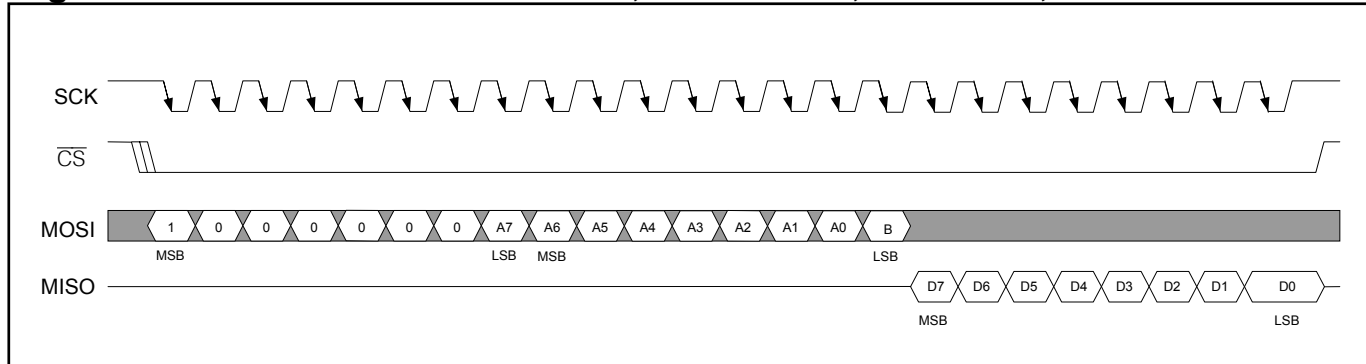 SCK
CS
MOSI 1 0 0 0 0 0 0 A7 A6 A5 A4 A3 A2 A1 A0 B
MSB LSB MSB LSB
MISO D7 D6 D5 D4 D3 D2 D1 D0
MSB LSB